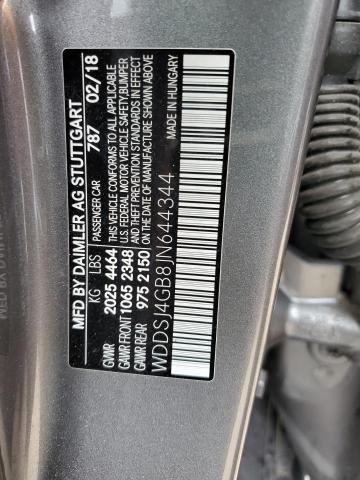 MFD BY DAIMLER AG STUTTGART
PASSENGER CAR 787 02/18
KG LBS
GVWR 2025 4464
GAWR FRONT 1065 2348
GAWR REAR 975 2150
THIS VEHICLE CONFORMS TO ALL APPLICABLE
U.S. FEDERAL MOTOR VEHICLE SAFETY,BUMPER
AND THEFT PREVENTION STANDARDS IN EFFECT
ON THE DATE OF MANUFACTURE SHOWN ABOVE
WDDSJ4GB8JN644344
MADE IN HUNGARY